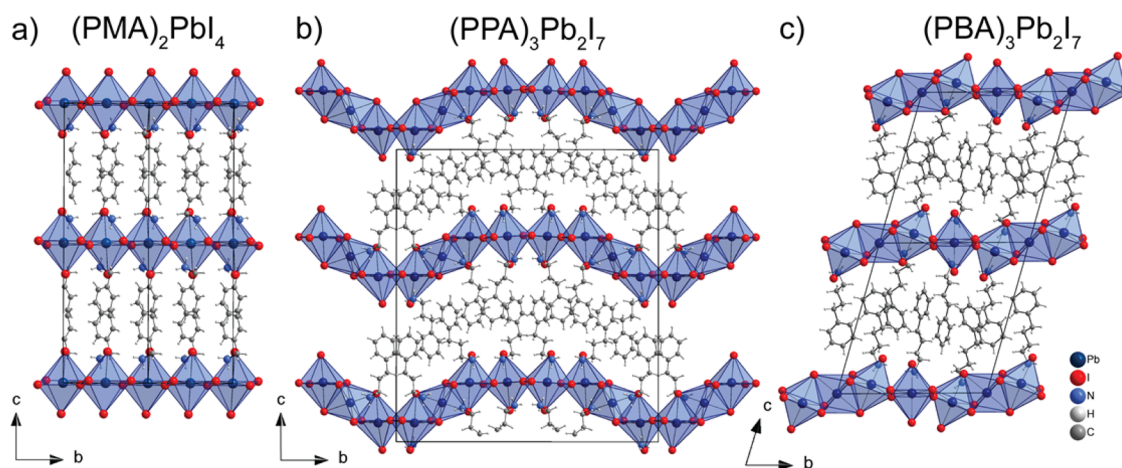 a) (PMA)₂PbI₄
b) (PPA)₃Pb₂I₇
c) (PBA)₃Pb₂I₇
Pb
I
N
H
C
c
b
c
b
c
b